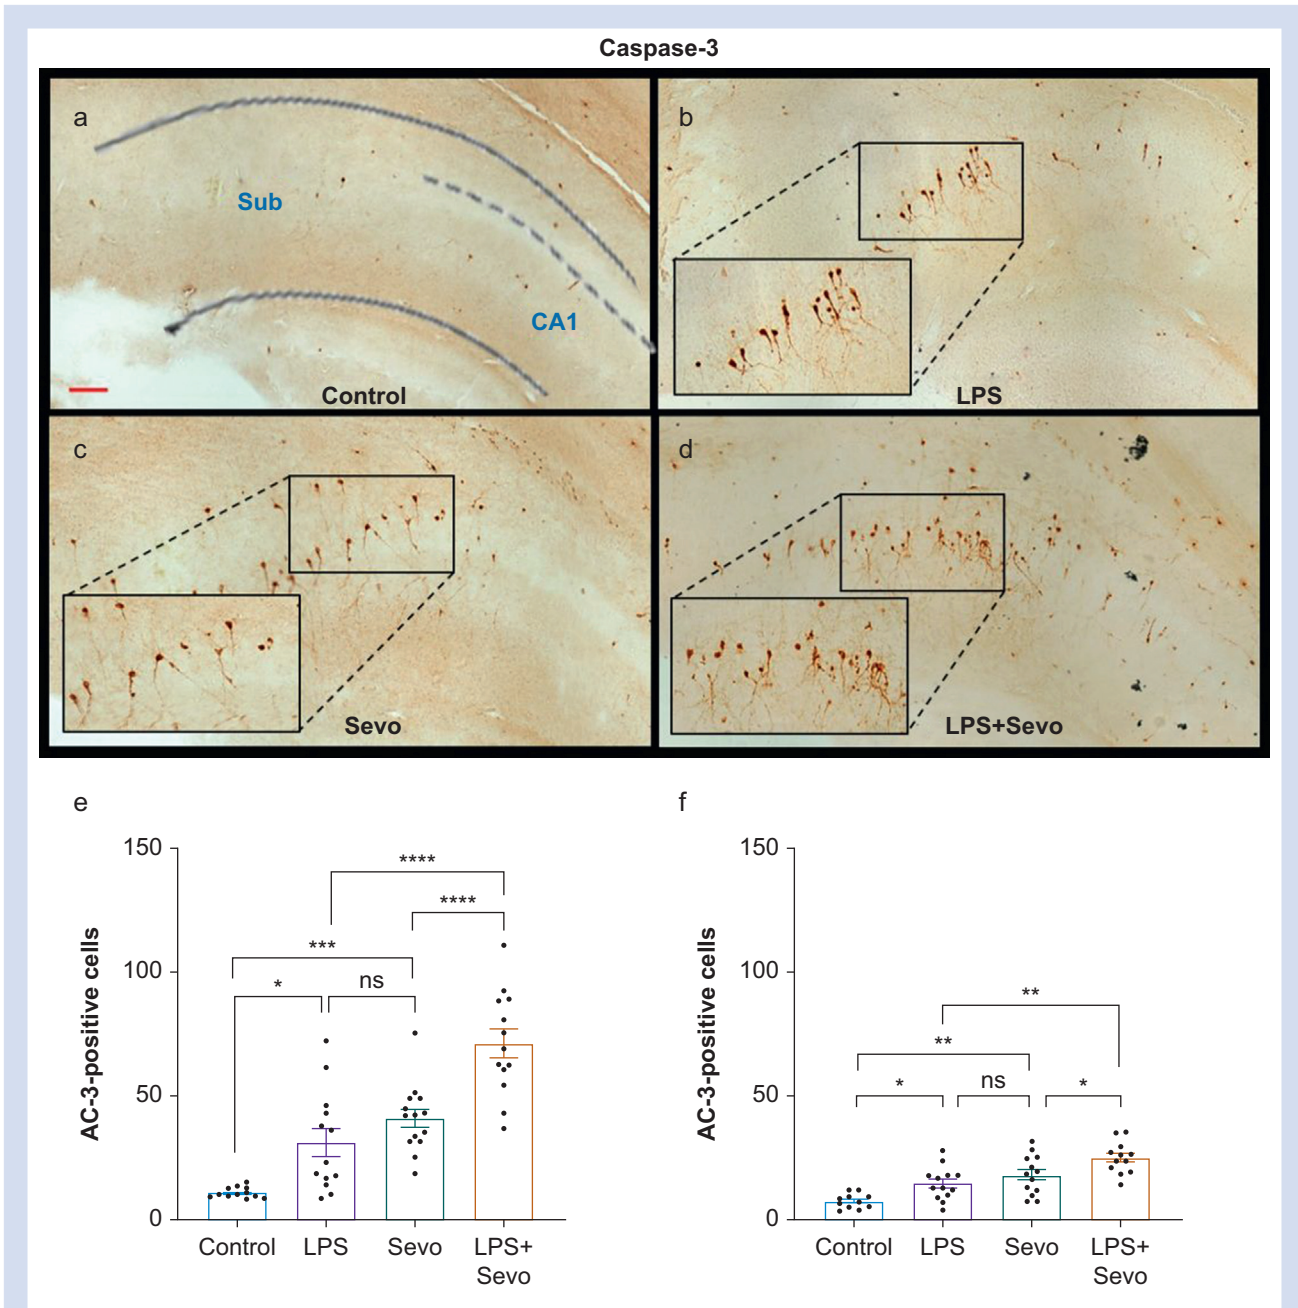 Caspase-3
a
Sub
CA1
Control
b
LPS
c
Sevo
d
LPS+Sevo
e
AC-3-positive cells
150
100
50
0
****
****
***
*
ns
Control
LPS
Sevo
LPS+
Sevo
f
AC-3-positive cells
150
100
50
0
**
**
*
ns
*
Control
LPS
Sevo
LPS+
Sevo